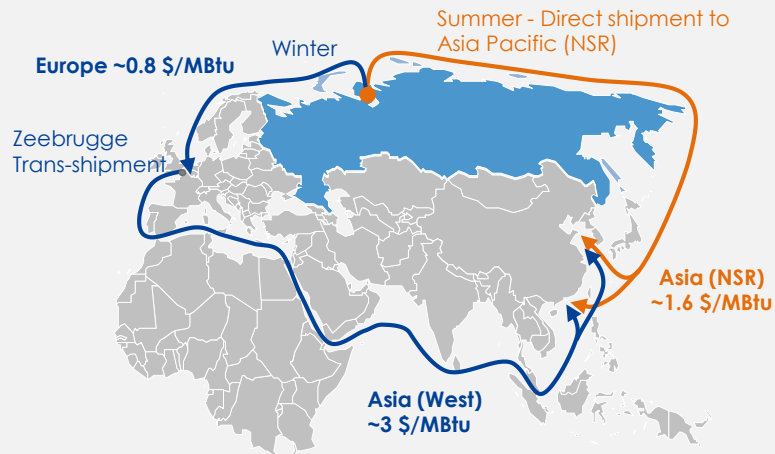 Summer - Direct shipment to
Asia Pacific (NSR)
Winter
Europe ~0.8 $/MBtu
Zeebrugge
Trans-shipment
Asia (NSR)
~1.6 $/MBtu
Asia (West)
~3 $/MBtu